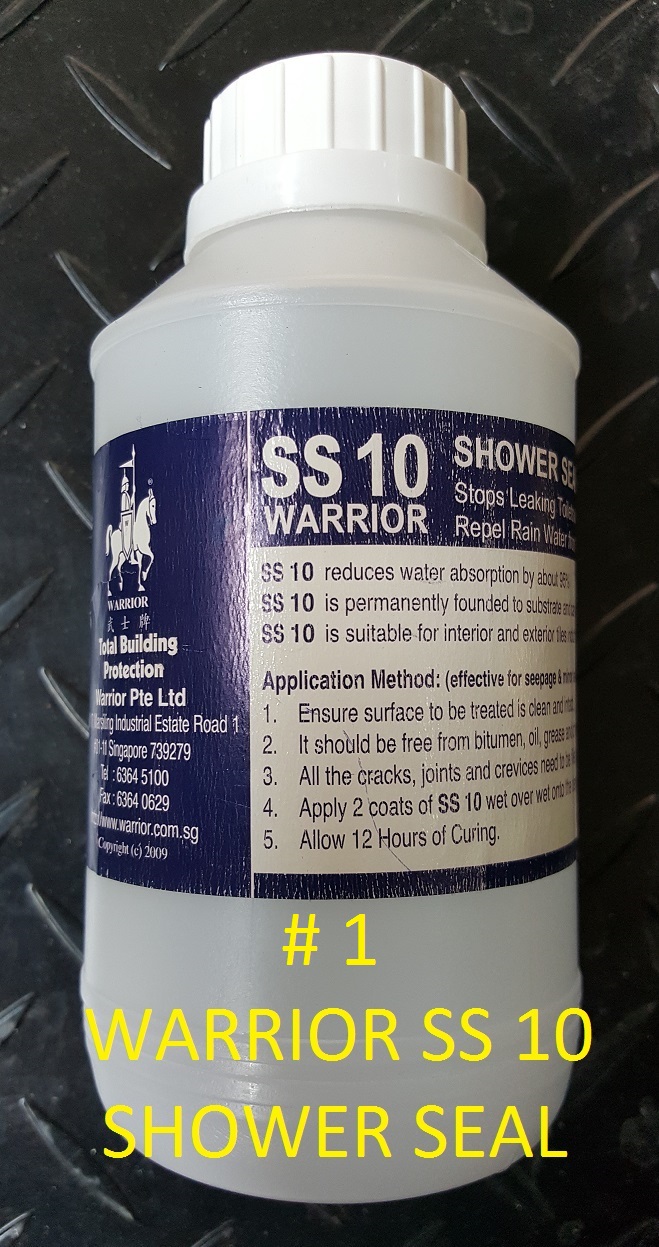 WARRIOR
武士牌
Total Building
Protection
Warrior Pte Ltd
Industrial Estate Road 1
Singapore 739279
Tel : 6364 5100
Fax : 6364 0629
www.warrior.com.sg
Copyright (c) 2009
SS 10
WARRIOR
SHOWER
Stops Leaking
Repel Rain Water
SS 10 reduces water absorption by about
SS 10 is permanently founded to substrate
SS 10 is suitable for interior and exterior tiles
Application Method: (effective for seepage &
1. Ensure surface to be treated is clean and
2. It should be free from bitumen, oil, grease
3. All the cracks, joints and crevices need to be
4. Apply 2 coats of SS 10 wet over wet onto the
5. Allow 12 Hours of Curing.
# 1
WARRIOR SS 10
SHOWER SEAL